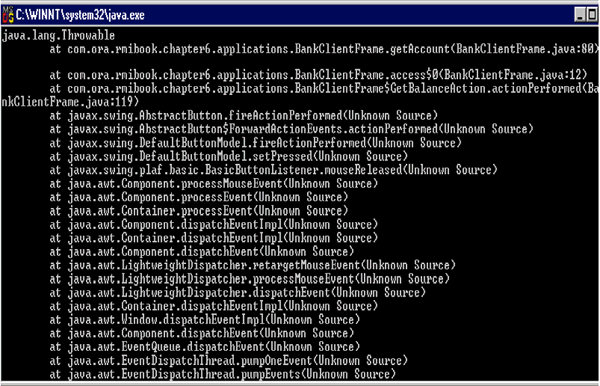 C:\WINNT\system32\java.exe
java.lang.Throwable
at com.ora.rmibook.chapter6.applications.BankClientFrame.getAccount(BankClientFrame.java:80)
at com.ora.rmibook.chapter6.applications.BankClientFrame.access$0(BankClientFrame.java:12)
at com.ora.rmibook.chapter6.applications.BankClientFrame$GetBalanceAction.actionPerformed(Ba
nkClientFrame.java:119)
at javax.swing.AbstractButton.fireActionPerformed(Unknown Source)
at javax.swing.AbstractButton$ForwardActionEvents.actionPerformed(Unknown Source)
at javax.swing.DefaultButtonModel.fireActionPerformed(Unknown Source)
at javax.swing.DefaultButtonModel.setPressed(Unknown Source)
at javax.swing.plaf.basic.BasicButtonListener.mouseReleased(Unknown Source)
at java.awt.Component.processMouseEvent(Unknown Source)
at java.awt.Component.processEvent(Unknown Source)
at java.awt.Container.processEvent(Unknown Source)
at java.awt.Component.dispatchEventImpl(Unknown Source)
at java.awt.Container.dispatchEventImpl(Unknown Source)
at java.awt.Component.dispatchEvent(Unknown Source)
at java.awt.LightweightDispatcher.retargetMouseEvent(Unknown Source)
at java.awt.LightweightDispatcher.processMouseEvent(Unknown Source)
at java.awt.LightweightDispatcher.dispatchEvent(Unknown Source)
at java.awt.Container.dispatchEventImpl(Unknown Source)
at java.awt.Window.dispatchEventImpl(Unknown Source)
at java.awt.Component.dispatchEvent(Unknown Source)
at java.awt.EventQueue.dispatchEvent(Unknown Source)
at java.awt.EventDispatchThread.pumpOneEvent(Unknown Source)
at java.awt.EventDispatchThread.pumpEvents(Unknown Source)